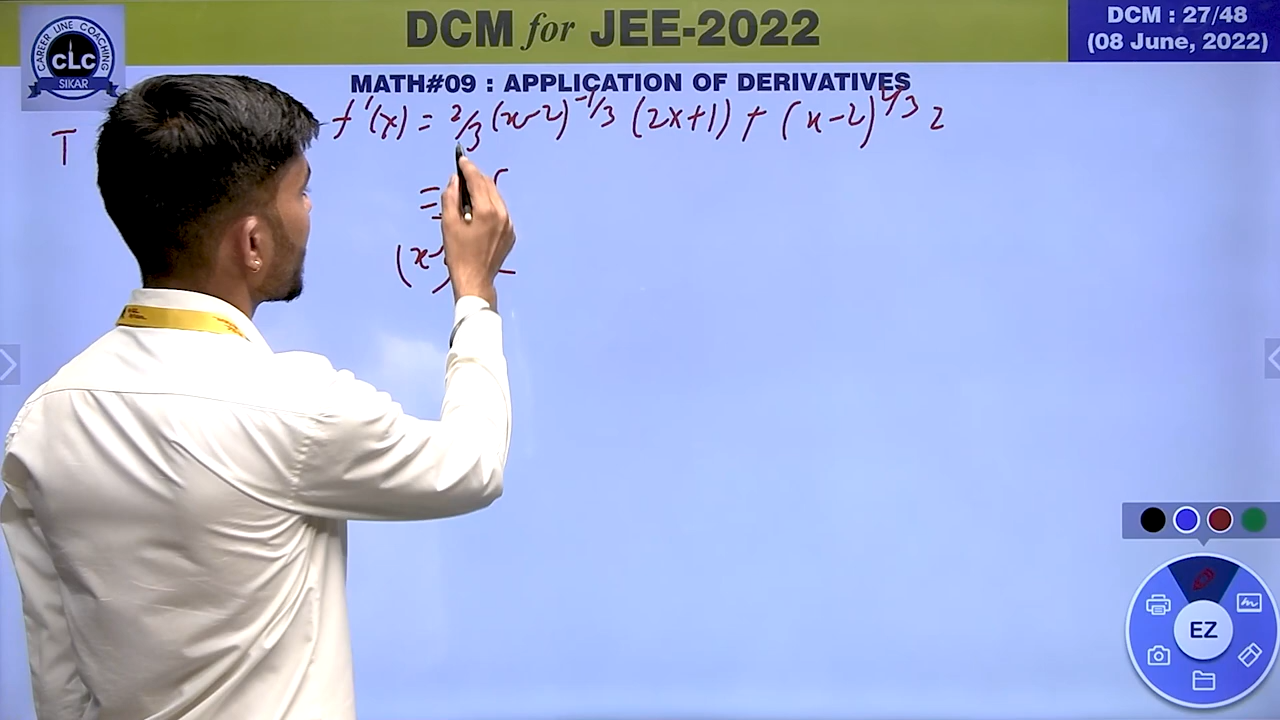 DCM for JEE-2022
DCM : 27/48
(08 June, 2022)
CAREER LINE COACHING
CLC
SIKAR
MATH#09 : APPLICATION OF DERIVATIVES
T
f'(x) = 2/3 (x-2)^-1/3 (2x+1) + (x-2)^2/3 2
=
(x-
EZ